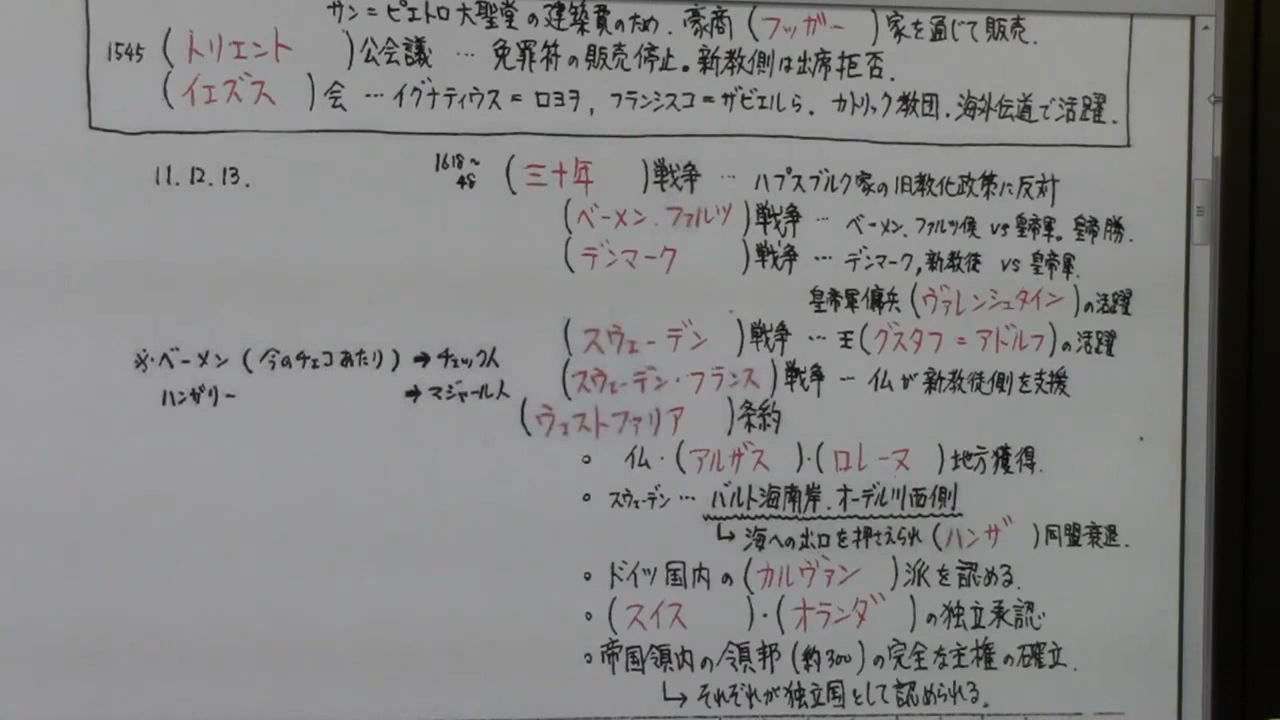 サン=ピエトロ大聖堂の建築費のため、豪商(フッガー)家を通じて販売.
1545(トリエント)公会議 … 免罪符の販売停止。新教側は出席拒否.
(イエズス)会 … イグナティウス=ロヨラ, フランシスコ=ザビエルら. カトリック教団. 海外伝道で活躍.
11.12.13.
1618~48(三十年)戦争 … ハプスブルク家の旧教化政策に反対
(ベーメン.ファルツ)戦争 … ベーメン.ファルツ侯 vs 皇帝軍。皇帝勝.
(デンマーク)戦争 … デンマーク,新教徒 vs 皇帝軍.
皇帝軍傭兵(ヴァレンシュタイン)の活躍
(スウェーデン)戦争 … 王(グスタフ=アドルフ)の活躍
※・ベーメン(今のチェコあたり)➡チェック人
(スウェーデン・フランス)戦争 … 仏が新教徒側を支援
ハンガリー ➡マジャール人
(ウェストファリア)条約
◦ 仏・(アルザス)・(ロレーヌ)地方獲得.
◦ スウェーデン … バルト海南岸.オーデル川西側
↳ 海への出口を押さえられ(ハンザ)同盟衰退.
◦ ドイツ国内の(カルヴァン)派を認める.
◦ (スイス)・(オランダ)の独立承認
◦ 帝国領内の領邦(約300)の完全な主権の確立.
↳ それぞれが独立国として認められる。